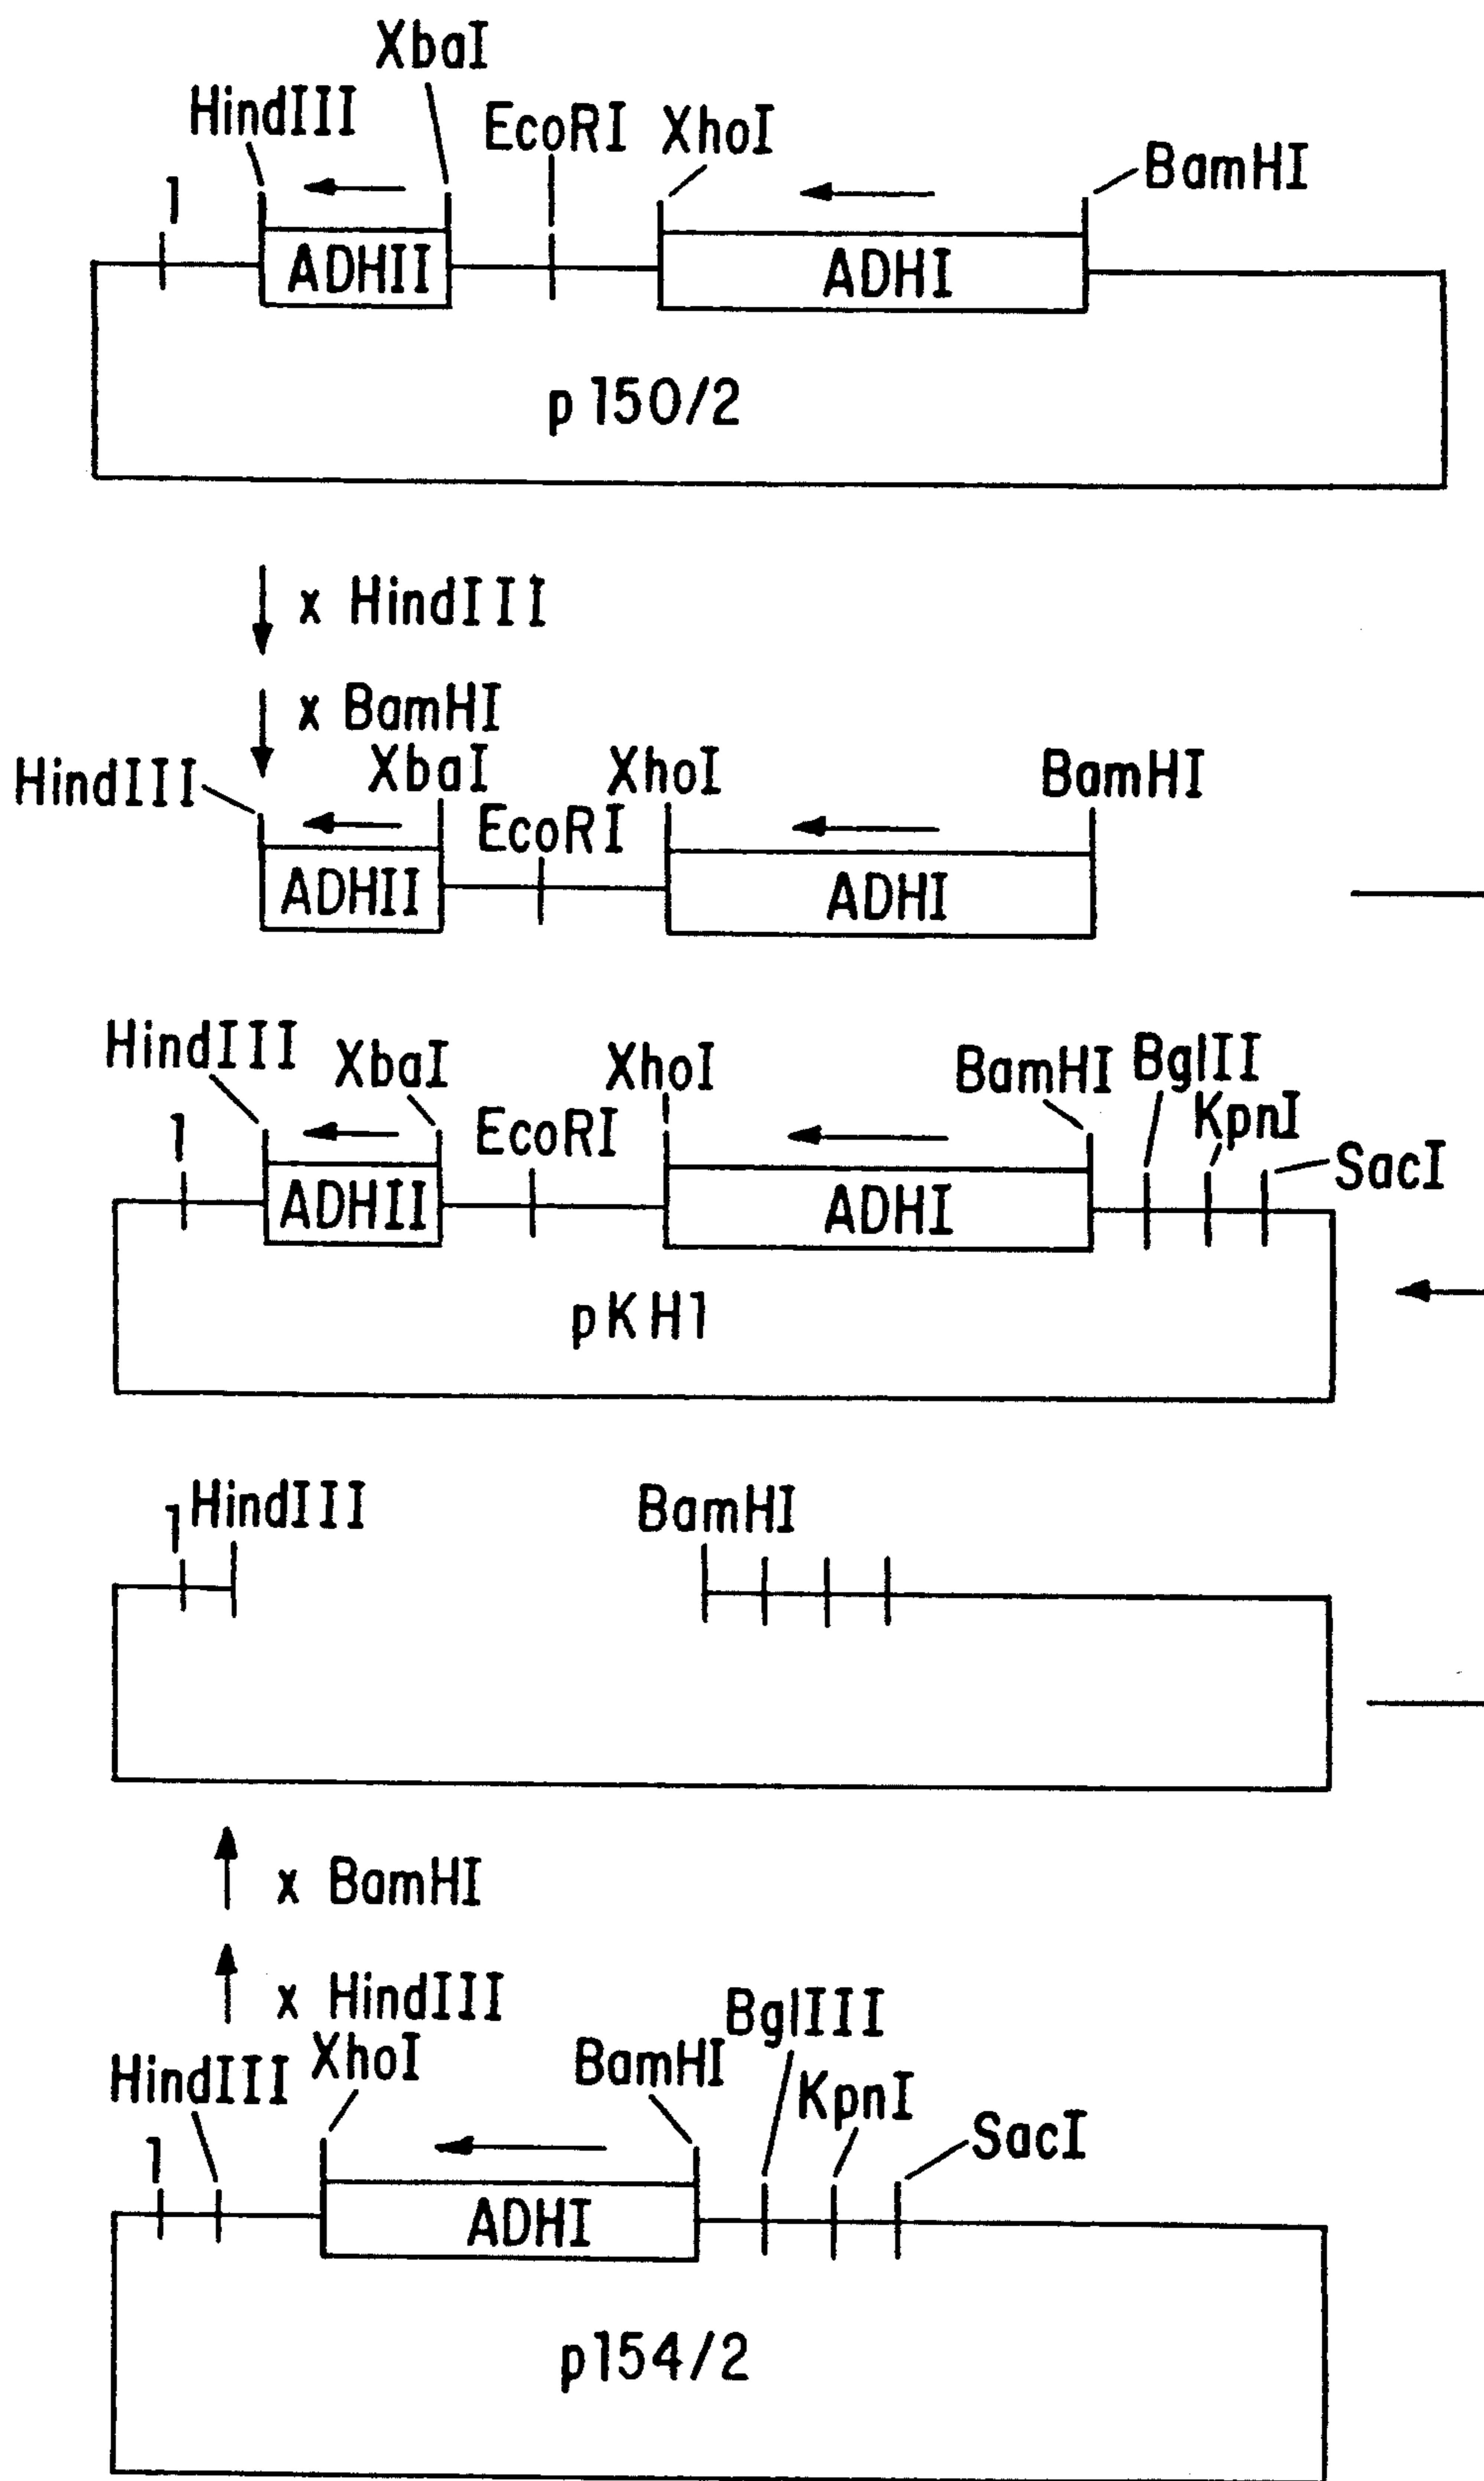 XbaI
HindIII
EcoRI
XhoI
BamHI
1
ADHII
ADHI
p150/2
x HindIII
x BamHI
HindIII
XbaI
EcoRI
XhoI
BamHI
ADHII
ADHI
HindIII
XbaI
EcoRI
XhoI
BamHI
BglII
KpnI
SacI
1
ADHII
ADHI
pKH1
1
HindIII
BamHI
x BamHI
x HindIII
HindIII
XhoI
BamHI
BglIII
KpnI
SacI
1
ADHI
p154/2